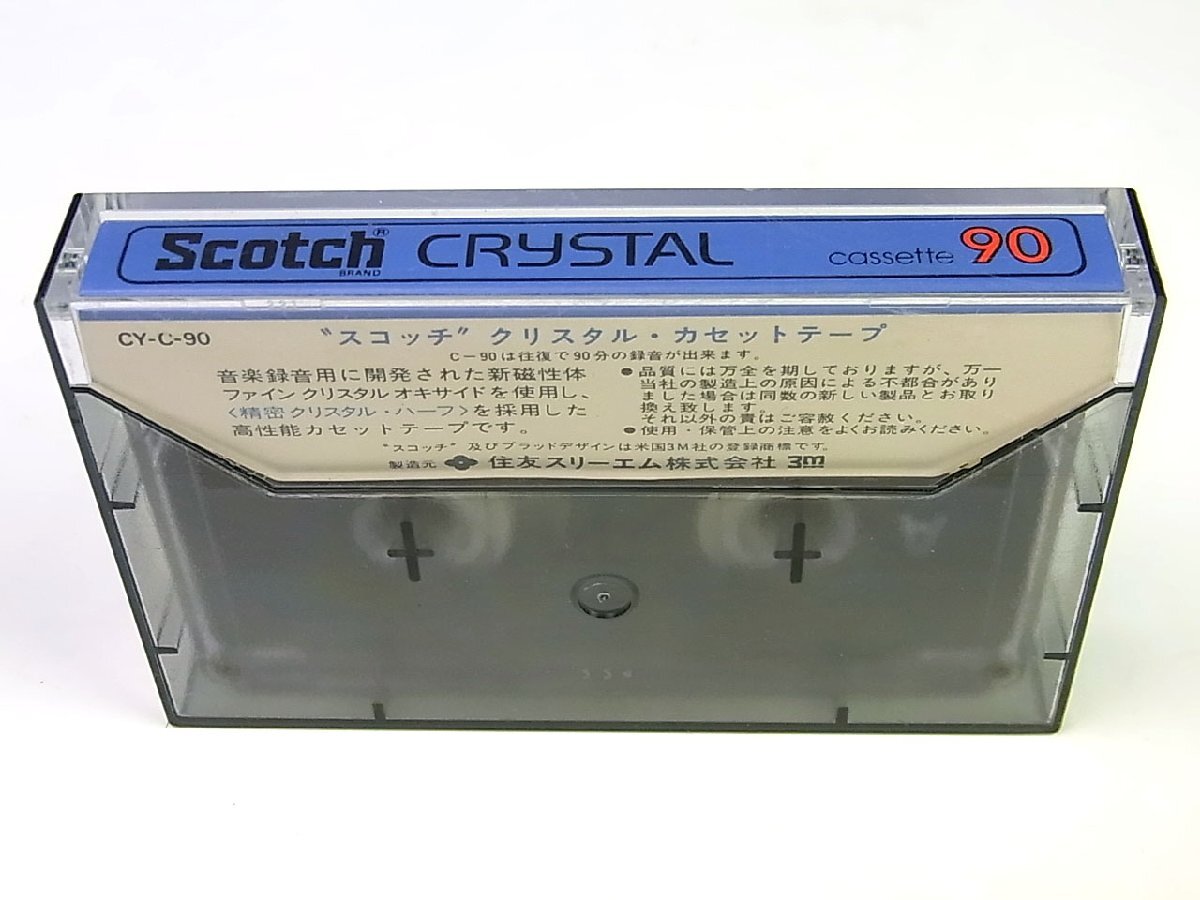 Scotch® CRYSTAL cassette 90
BRAND
CY-C-90
"スコッチ" クリスタル・カセットテープ
C-90は往復で90分の録音が出来ます。
音楽録音用に開発された新磁性体
ファインクリスタルオキサイドを使用し、
〈精密クリスタル・ハーフ〉を採用した
高性能カセットテープです。
●品質には万全を期しておりますが、万一
当社の製造上の原因による不都合があり
ました場合は同数の新しい製品とお取り
換え致します。
それ以外の責はご容赦ください。
●使用・保管上の注意をよくお読みください。
"スコッチ" 及びプラッドデザインは米国3M社の登録商標です。
製造元 住友スリーエム株式会社 3m